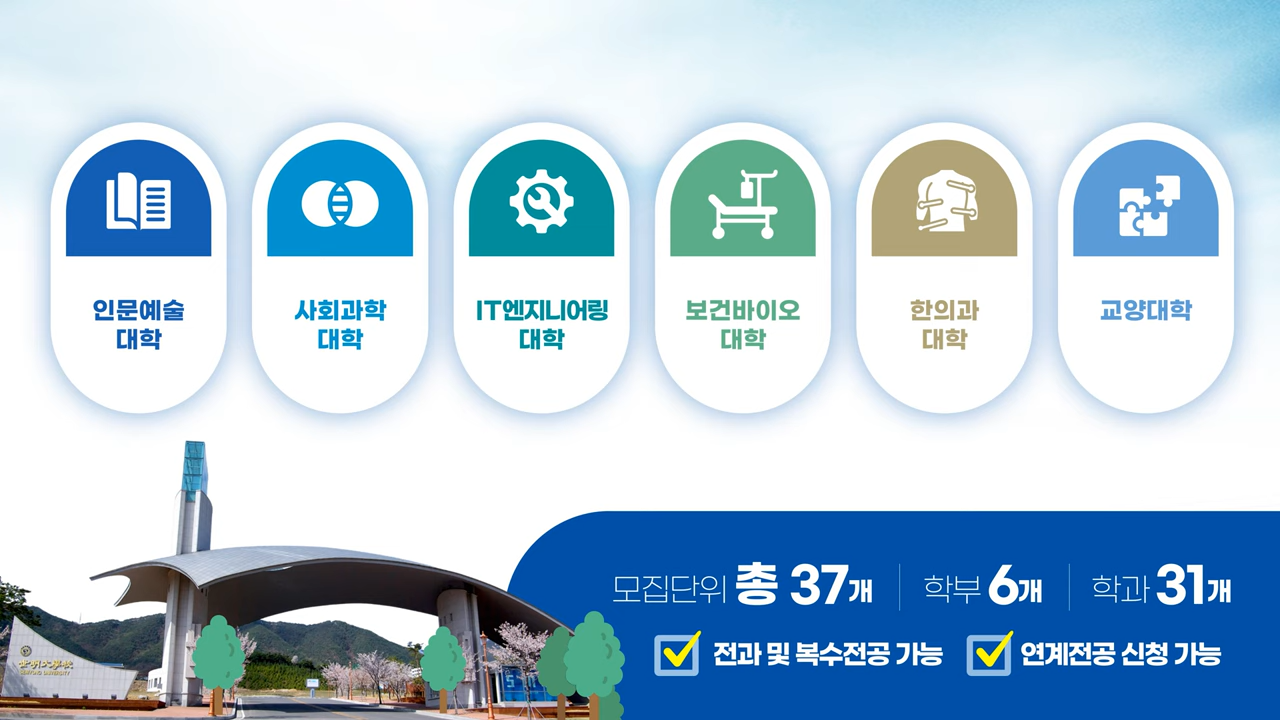 인문예술
대학
사회과학
대학
IT엔지니어링
대학
보건바이오
대학
한의과
대학
교양대학
모집단위 총 37개
학부 6개
학과 31개
전과 및 복수전공 가능
연계전공 신청 가능
UNIVERSITY